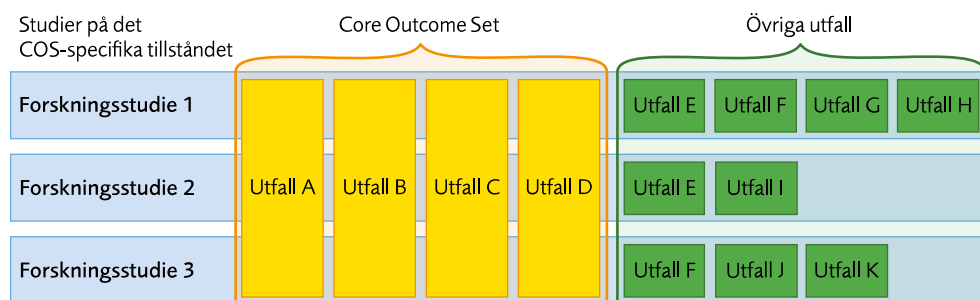 Studier på det
COS-specifika tillståndet
Core Outcome Set
Övriga utfall
Forskningsstudie 1
Utfall E
Utfall F
Utfall G
Utfall H
Forskningsstudie 2
Utfall A
Utfall B
Utfall C
Utfall D
Utfall E
Utfall I
Forskningsstudie 3
Utfall F
Utfall J
Utfall K